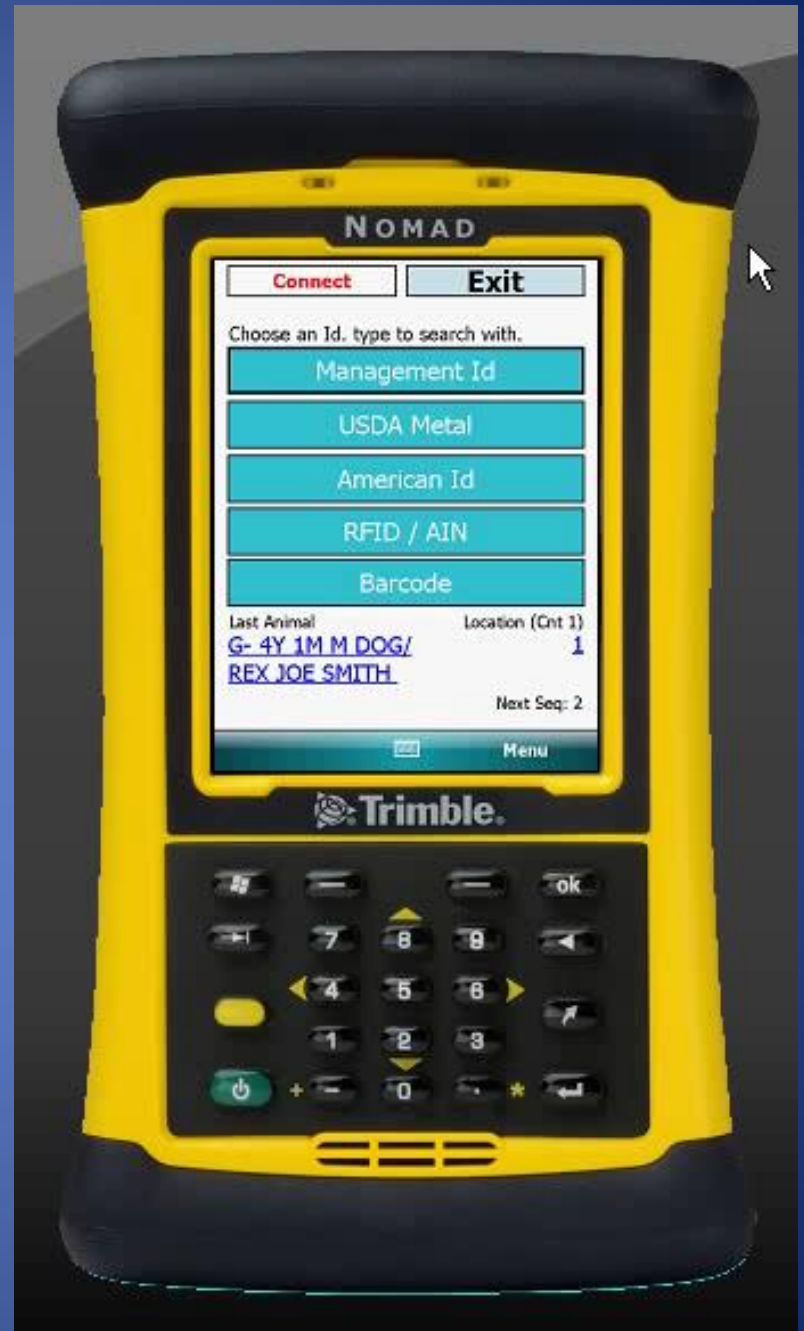 NOMAD
Connect Exit
Choose an Id. type to search with.
Management Id
USDA Metal
American Id
RFID / AIN
Barcode
Last Animal Location (Cnt 1)
G- 4Y 1M M DOG/ 1
REX JOE SMITH
Next Seq: 2
Menu
Trimble.
ok
7 8 9
4 5 6
1 2 3
+ - 0 . *